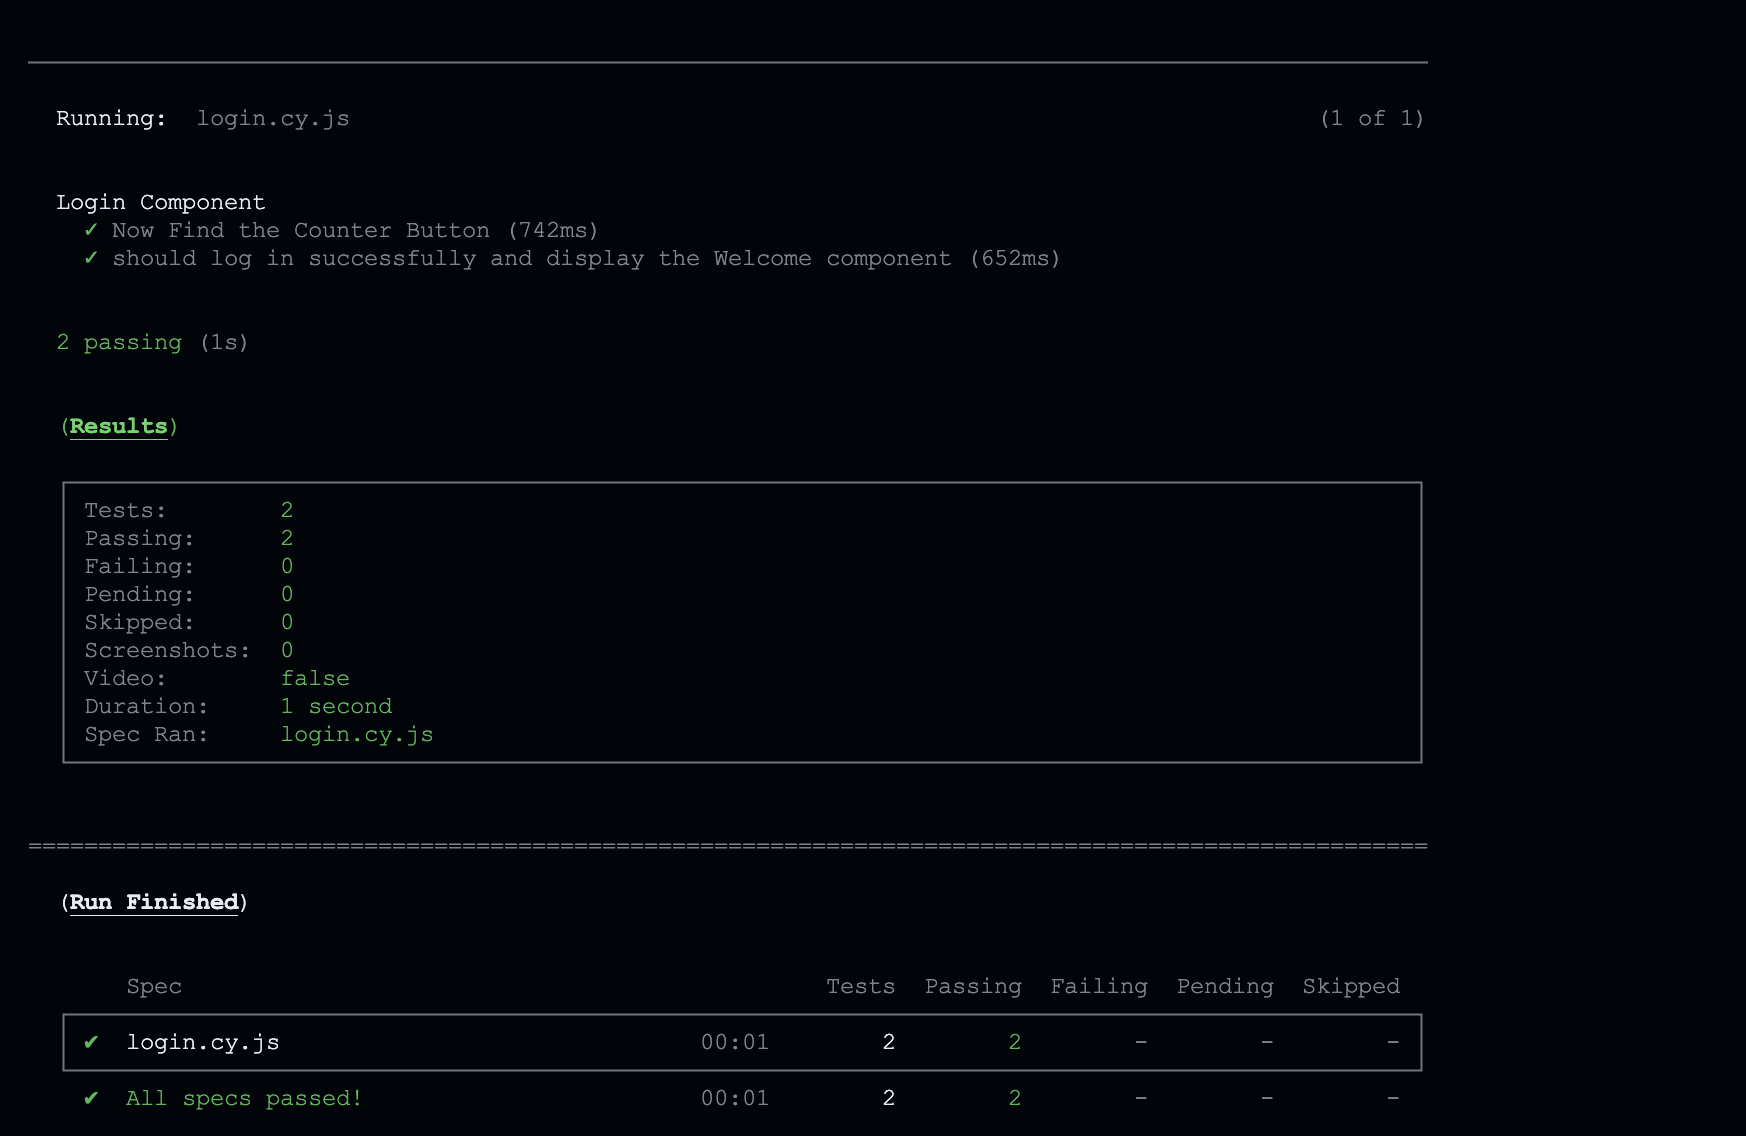 Running:  login.cy.js (1 of 1)
Login Component
✓ Now Find the Counter Button (742ms)
✓ should log in successfully and display the Welcome component (652ms)
2 passing (1s)
(Results)
Tests: 2
Passing: 2
Failing: 0
Pending: 0
Skipped: 0
Screenshots: 0
Video: false
Duration: 1 second
Spec Ran: login.cy.js
====================================================================================================
(Run Finished)
Spec Tests Passing Failing Pending Skipped
✔ login.cy.js 00:01 2 2 - - -
✔ All specs passed! 00:01 2 2 - - -